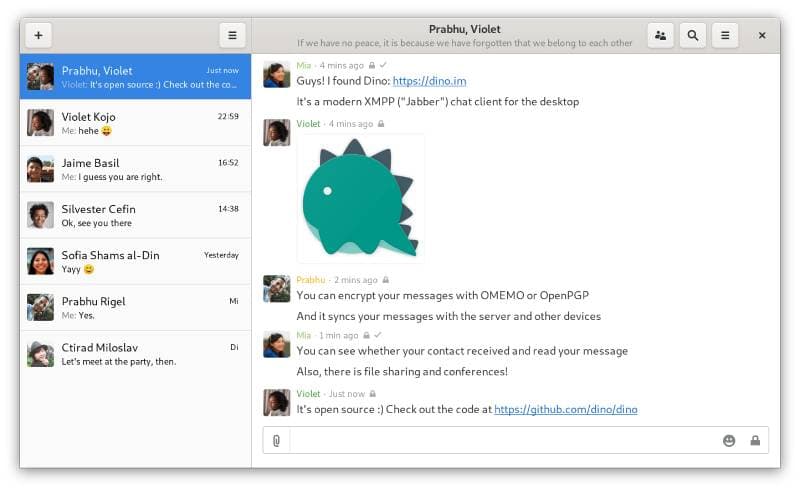 Prabhu, Violet
If we have no peace, it is because we have forgotten that we belong to each other
Prabhu, Violet Just now
Violet: It's open source :) Check out the co...
Violet Kojo 22:59
Me: hehe 😛
Jaime Basil 16:52
Me: I guess you are right.
Silvester Cefin 14:38
Ok, see you there
Sofia Shams al-Din Yesterday
Yayy 😊
Prabhu Rigel Mi
Me: Yes.
Ctirad Miloslav Di
Let's meet at the party, then.
Mia · 4 mins ago
Guys! I found Dino: https://dino.im
It's a modern XMPP ("Jabber") chat client for the desktop
Violet · 4 mins ago
Prabhu · 2 mins ago
You can encrypt your messages with OMEMO or OpenPGP
And it syncs your messages with the server and other devices
Mia · 1 min ago
You can see whether your contact received and read your message
Also, there is file sharing and conferences!
Violet · Just now
It's open source :) Check out the code at https://github.com/dino/dino